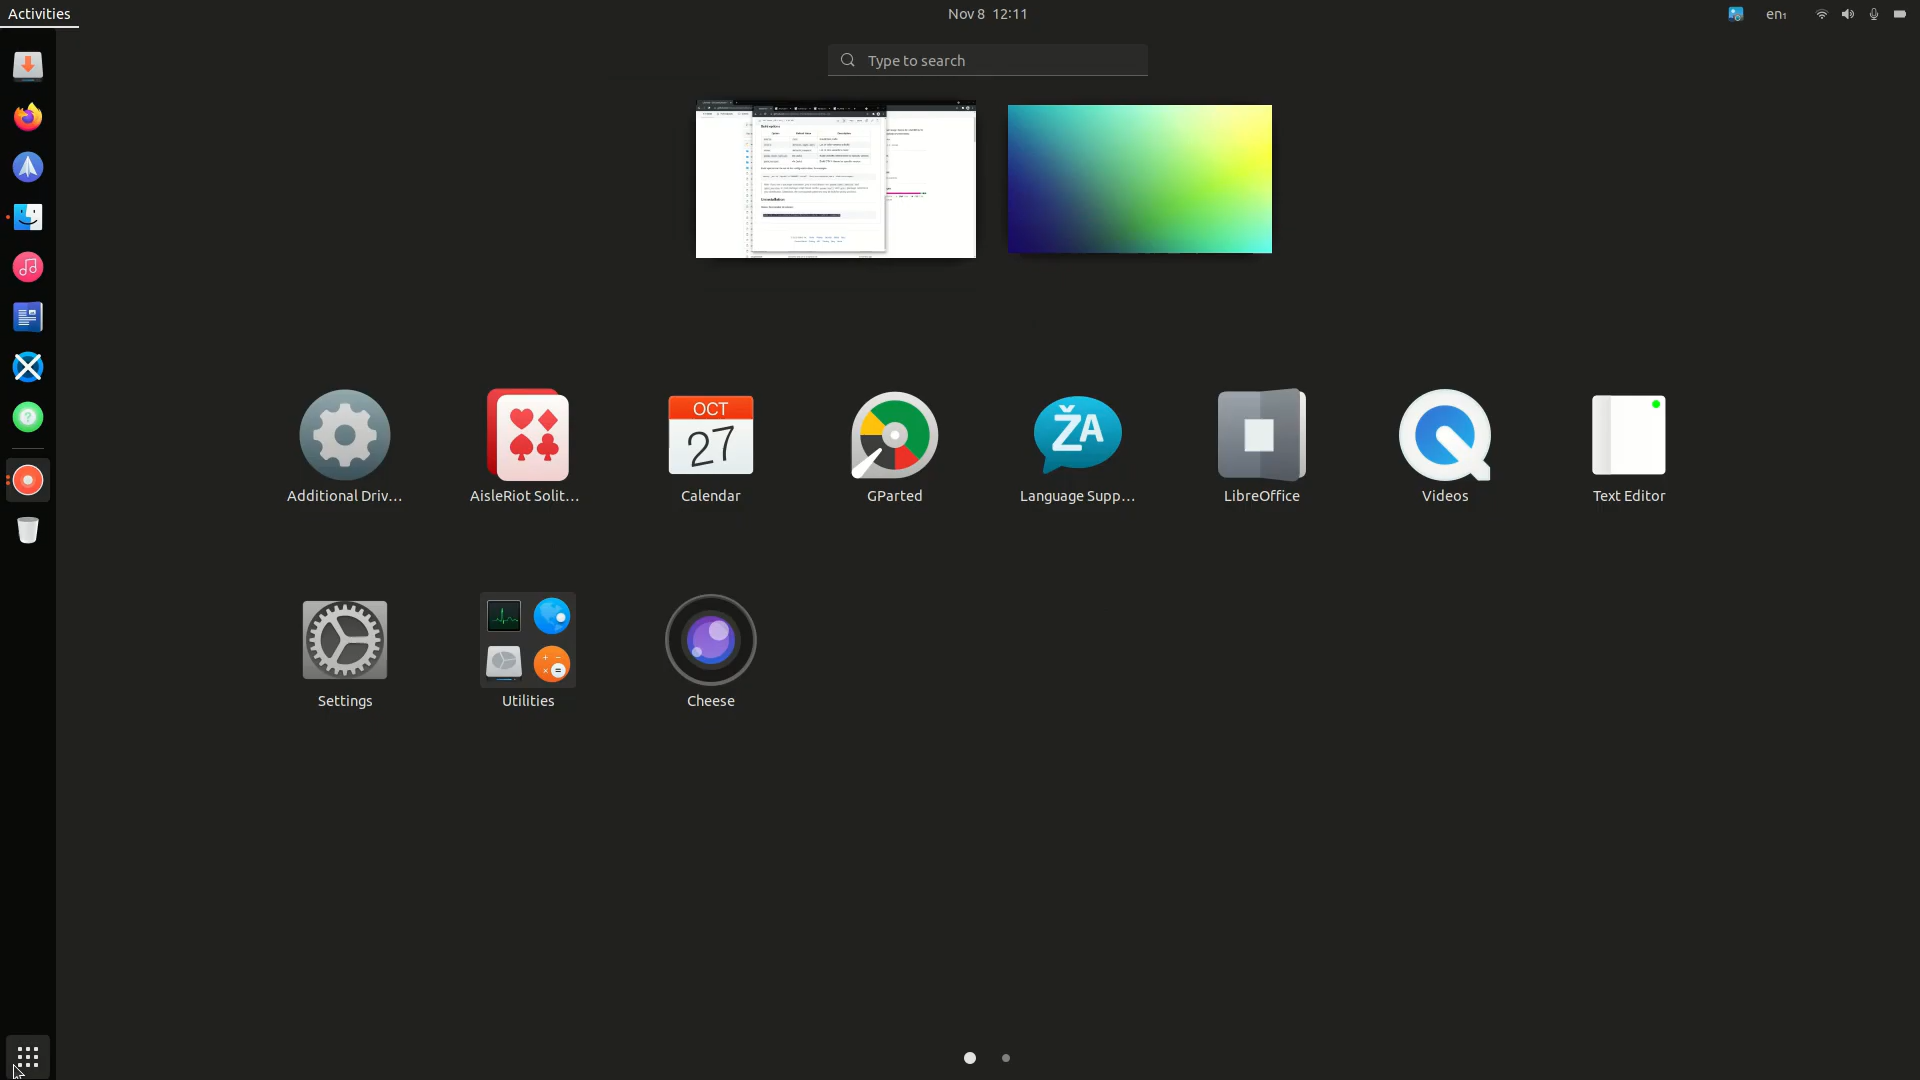 Activities
Nov 8 12:11
en₁
Type to search
OCT
27
ŽA
Additional Driv...
AisleRiot Solit...
Calendar
GParted
Language Supp...
LibreOffice
Videos
Text Editor
Settings
Utilities
Cheese